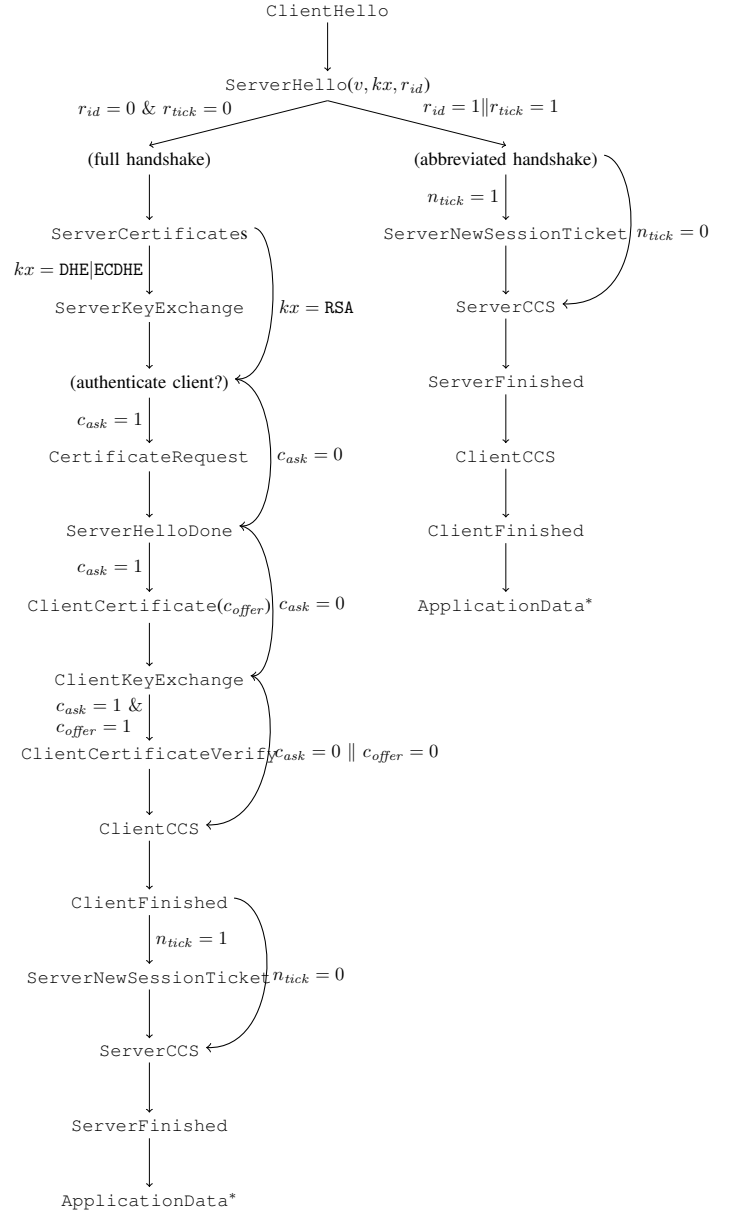 ClientHello
ServerHello(v, kx, r_id)
r_id = 0 & r_tick = 0
r_id = 1‖r_tick = 1
(full handshake)
(abbreviated handshake)
n_tick = 1
ServerCertificates
ServerNewSessionTicket
n_tick = 0
kx = DHE|ECDHE
ServerKeyExchange
kx = RSA
ServerCCS
(authenticate client?)
ServerFinished
c_ask = 1
CertificateRequest
c_ask = 0
ClientCCS
ServerHelloDone
ClientFinished
c_ask = 1
ClientCertificate(c_offer)
c_ask = 0
ApplicationData*
ClientKeyExchange
c_ask = 1 &
c_offer = 1
ClientCertificateVerify
c_ask = 0 ‖ c_offer = 0
ClientCCS
ClientFinished
n_tick = 1
ServerNewSessionTicket
n_tick = 0
ServerCCS
ServerFinished
ApplicationData*